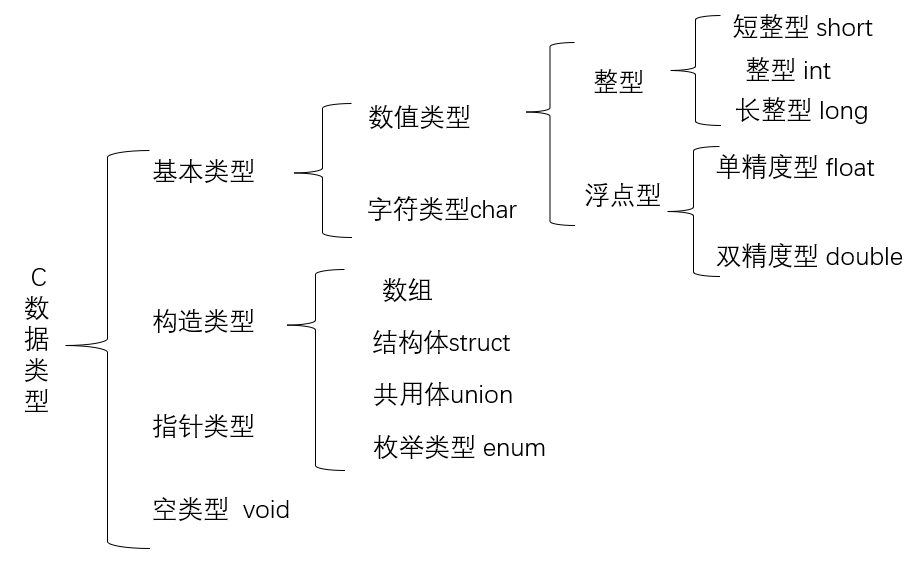 C
数
据
类
型
基本类型
数值类型
整型
短整型 short
整型 int
长整型 long
浮点型
单精度型 float
双精度型 double
字符类型char
构造类型
数组
结构体struct
共用体union
枚举类型 enum
指针类型
空类型 void